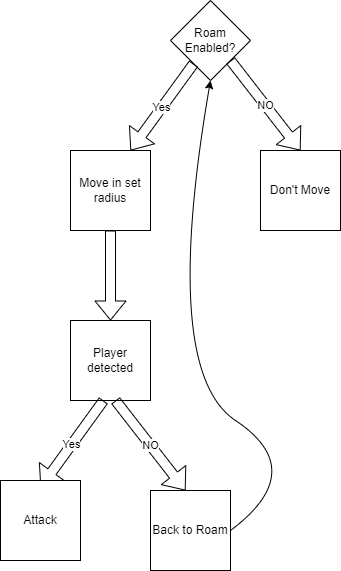 Roam
Enabled?
Yes
NO
Move in set
radius
Don't Move
Player
detected
Yes
NO
Attack
Back to Roam